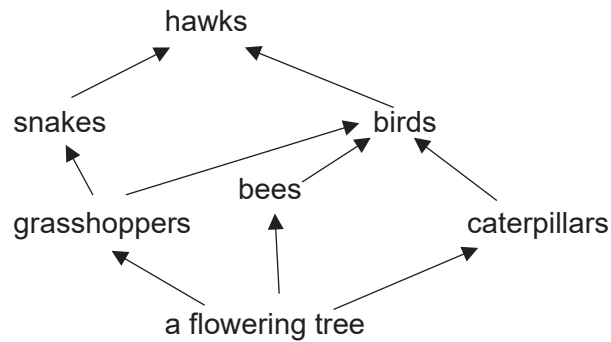 hawks
snakes
birds
bees
grasshoppers
caterpillars
a flowering tree